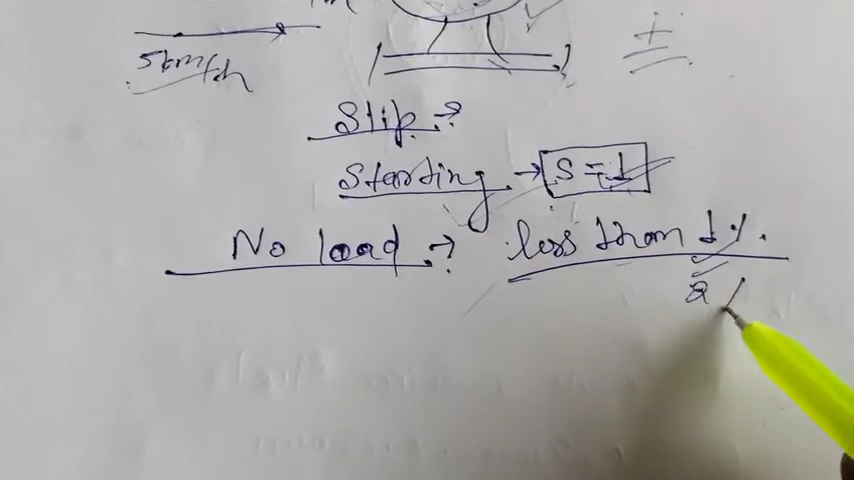 5km/h
±
Slip →?
Starting → S = 1
No load →? less than 1%.
2 /